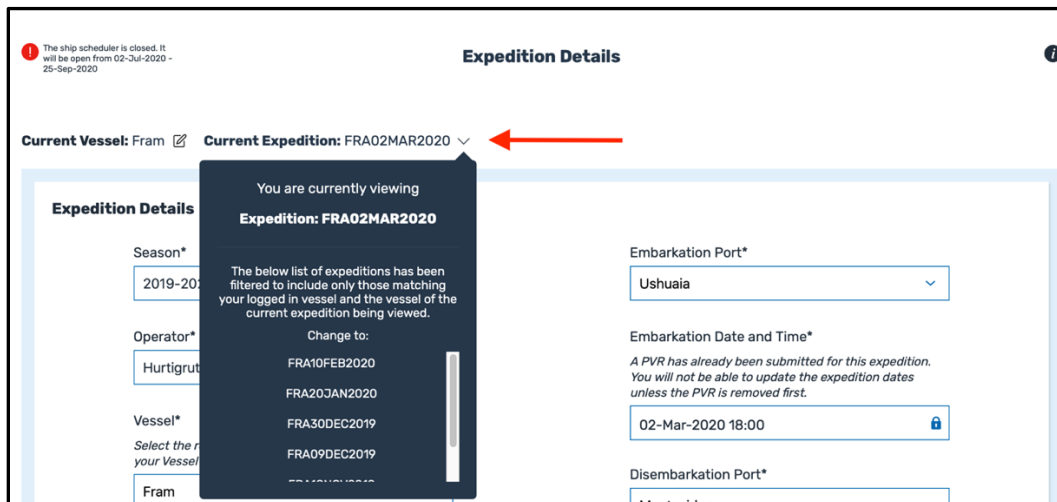 The ship scheduler is closed. It
will be open from 02-Jul-2020 -
25-Sep-2020
Expedition Details
Current Vessel: Fram
Current Expedition: FRA02MAR2020
You are currently viewing
Expedition: FRA02MAR2020
The below list of expeditions has been
filtered to include only those matching
your logged in vessel and the vessel of the
current expedition being viewed.
Change to:
FRA10FEB2020
FRA20JAN2020
FRA30DEC2019
FRA09DEC2019
Expedition Details
Season*
2019-20
Operator*
Hurtigrut
Vessel*
Select the r
your Vessel
Fram
Embarkation Port*
Ushuaia
Embarkation Date and Time*
A PVR has already been submitted for this expedition.
You will not be able to update the expedition dates
unless the PVR is removed first.
02-Mar-2020 18:00
Disembarkation Port*